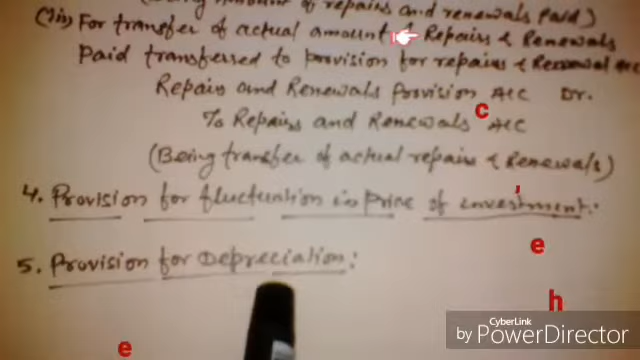 (Being amount of repairs and renewals Paid)
(iii) For transfer of actual amount of Repairs & Renewals
Paid transferred to provision for repairs & Renewal A/c
Repairs and Renewals Provision A/c Dr.
To Repairs and Renewals A/c
(Being transfer of actual repairs & Renewals)
4. Provision for fluctuation in Price of investment:
5. Provision for Depreciation:
c
e
h
e
CyberLink
by PowerDirector